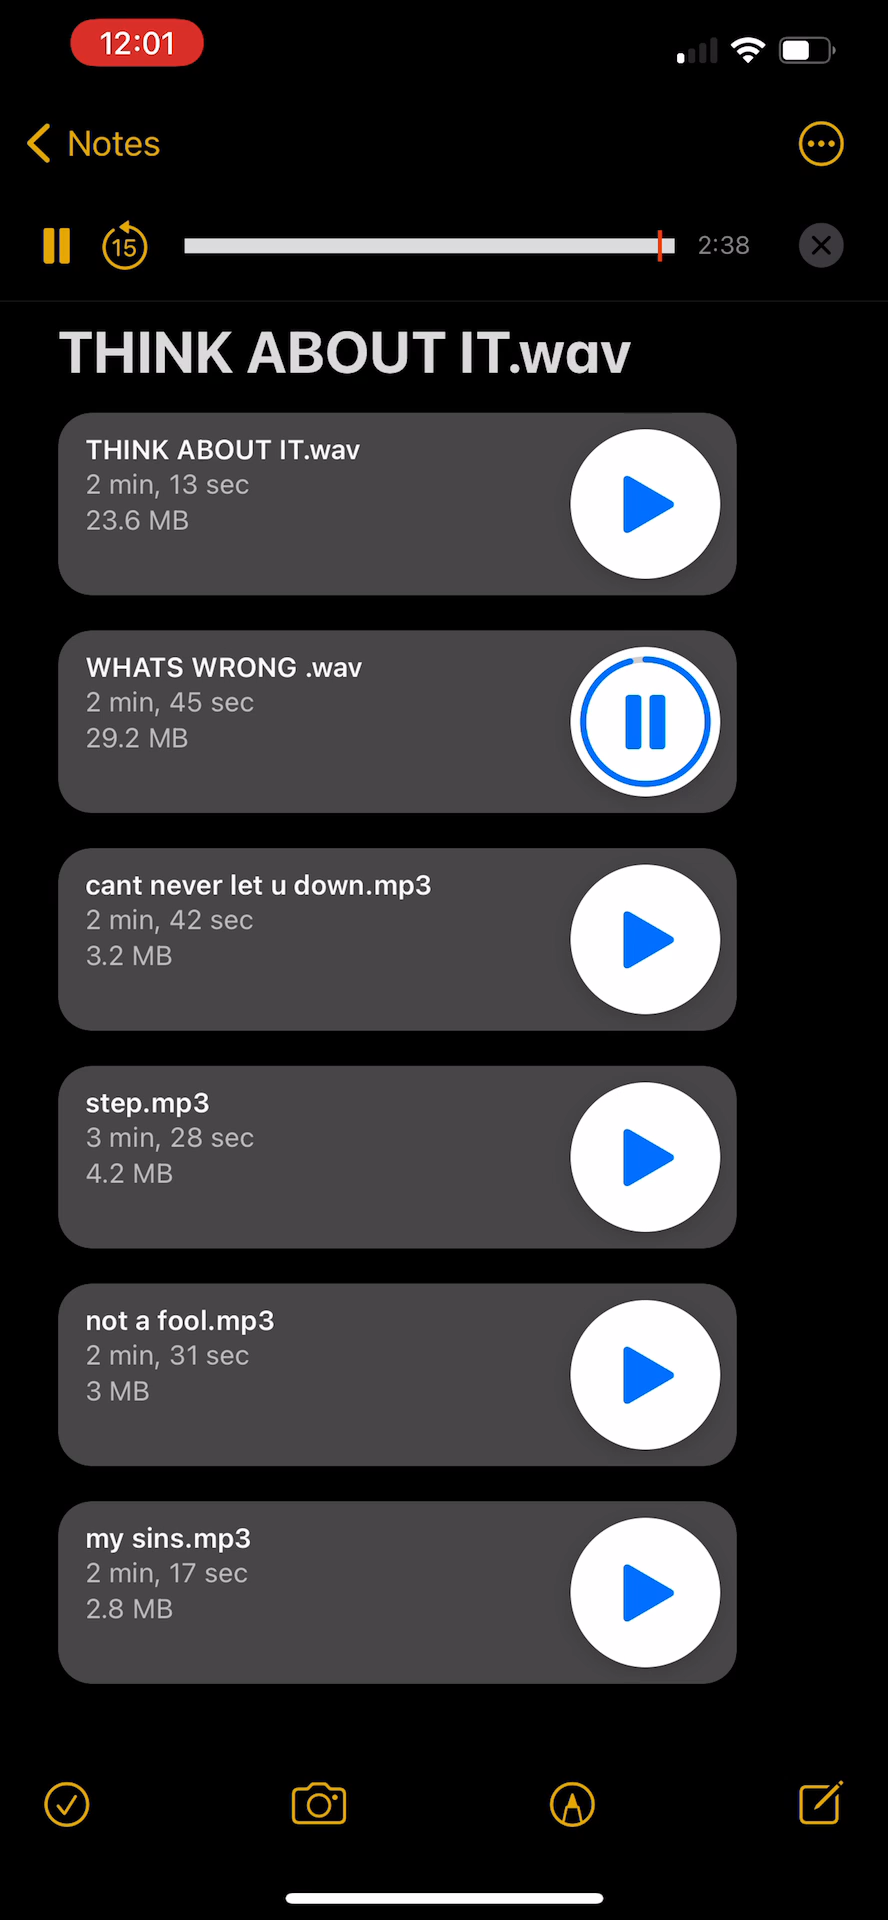 12:01
Notes
15
2:38
THINK ABOUT IT.wav
THINK ABOUT IT.wav
2 min, 13 sec
23.6 MB
WHATS WRONG .wav
2 min, 45 sec
29.2 MB
cant never let u down.mp3
2 min, 42 sec
3.2 MB
step.mp3
3 min, 28 sec
4.2 MB
not a fool.mp3
2 min, 31 sec
3 MB
my sins.mp3
2 min, 17 sec
2.8 MB